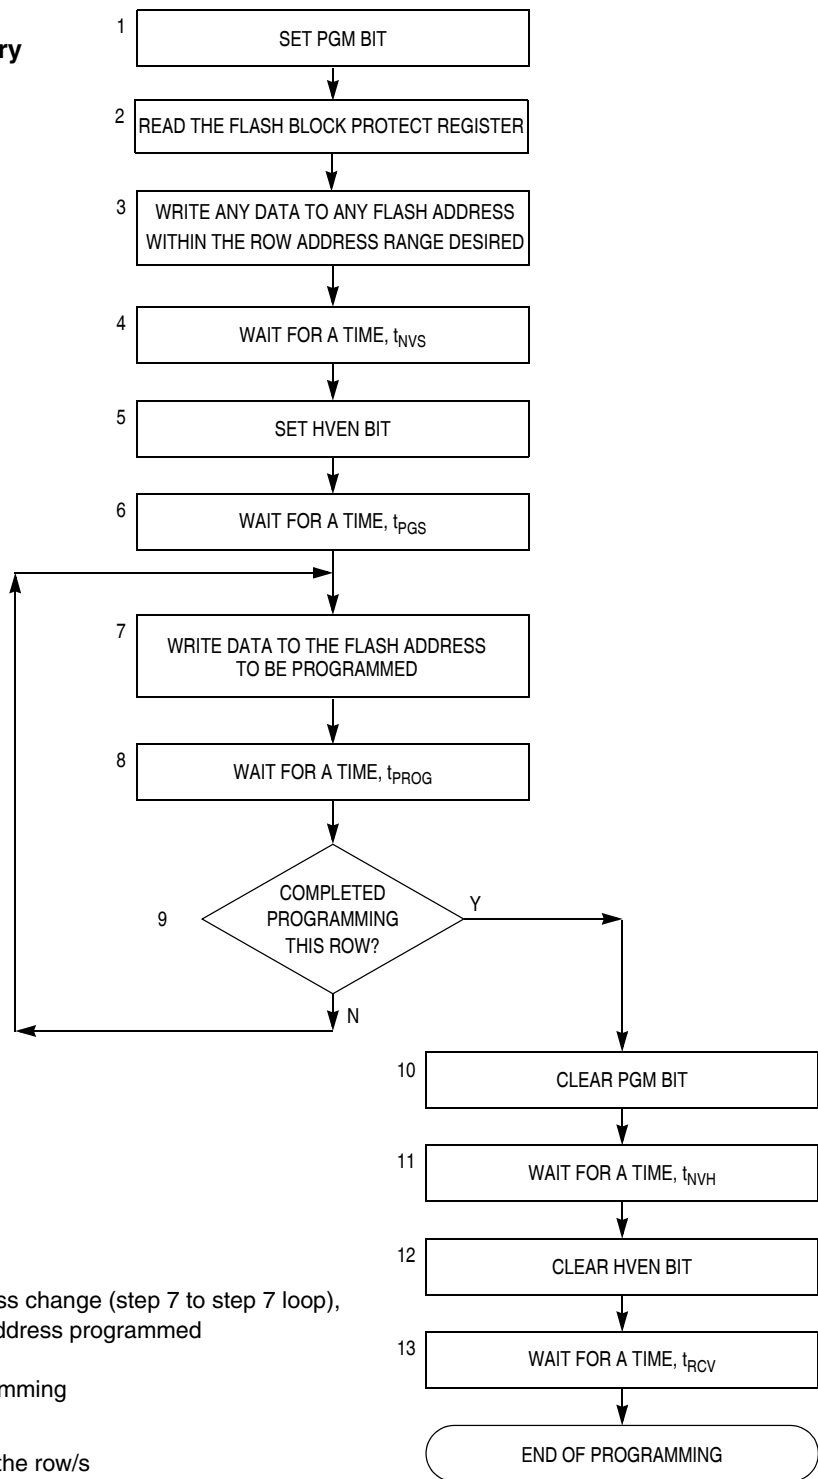 ry
1
SET PGM BIT
2
READ THE FLASH BLOCK PROTECT REGISTER
3
WRITE ANY DATA TO ANY FLASH ADDRESS
WITHIN THE ROW ADDRESS RANGE DESIRED
4
WAIT FOR A TIME, tNVS
5
SET HVEN BIT
6
WAIT FOR A TIME, tPGS
7
WRITE DATA TO THE FLASH ADDRESS
TO BE PROGRAMMED
8
WAIT FOR A TIME, tPROG
9
COMPLETED
PROGRAMMING
THIS ROW?
Y
N
10
CLEAR PGM BIT
11
WAIT FOR A TIME, tNVH
12
CLEAR HVEN BIT
13
WAIT FOR A TIME, tRCV
END OF PROGRAMMING
ss change (step 7 to step 7 loop),
ddress programmed
mming
the row/s